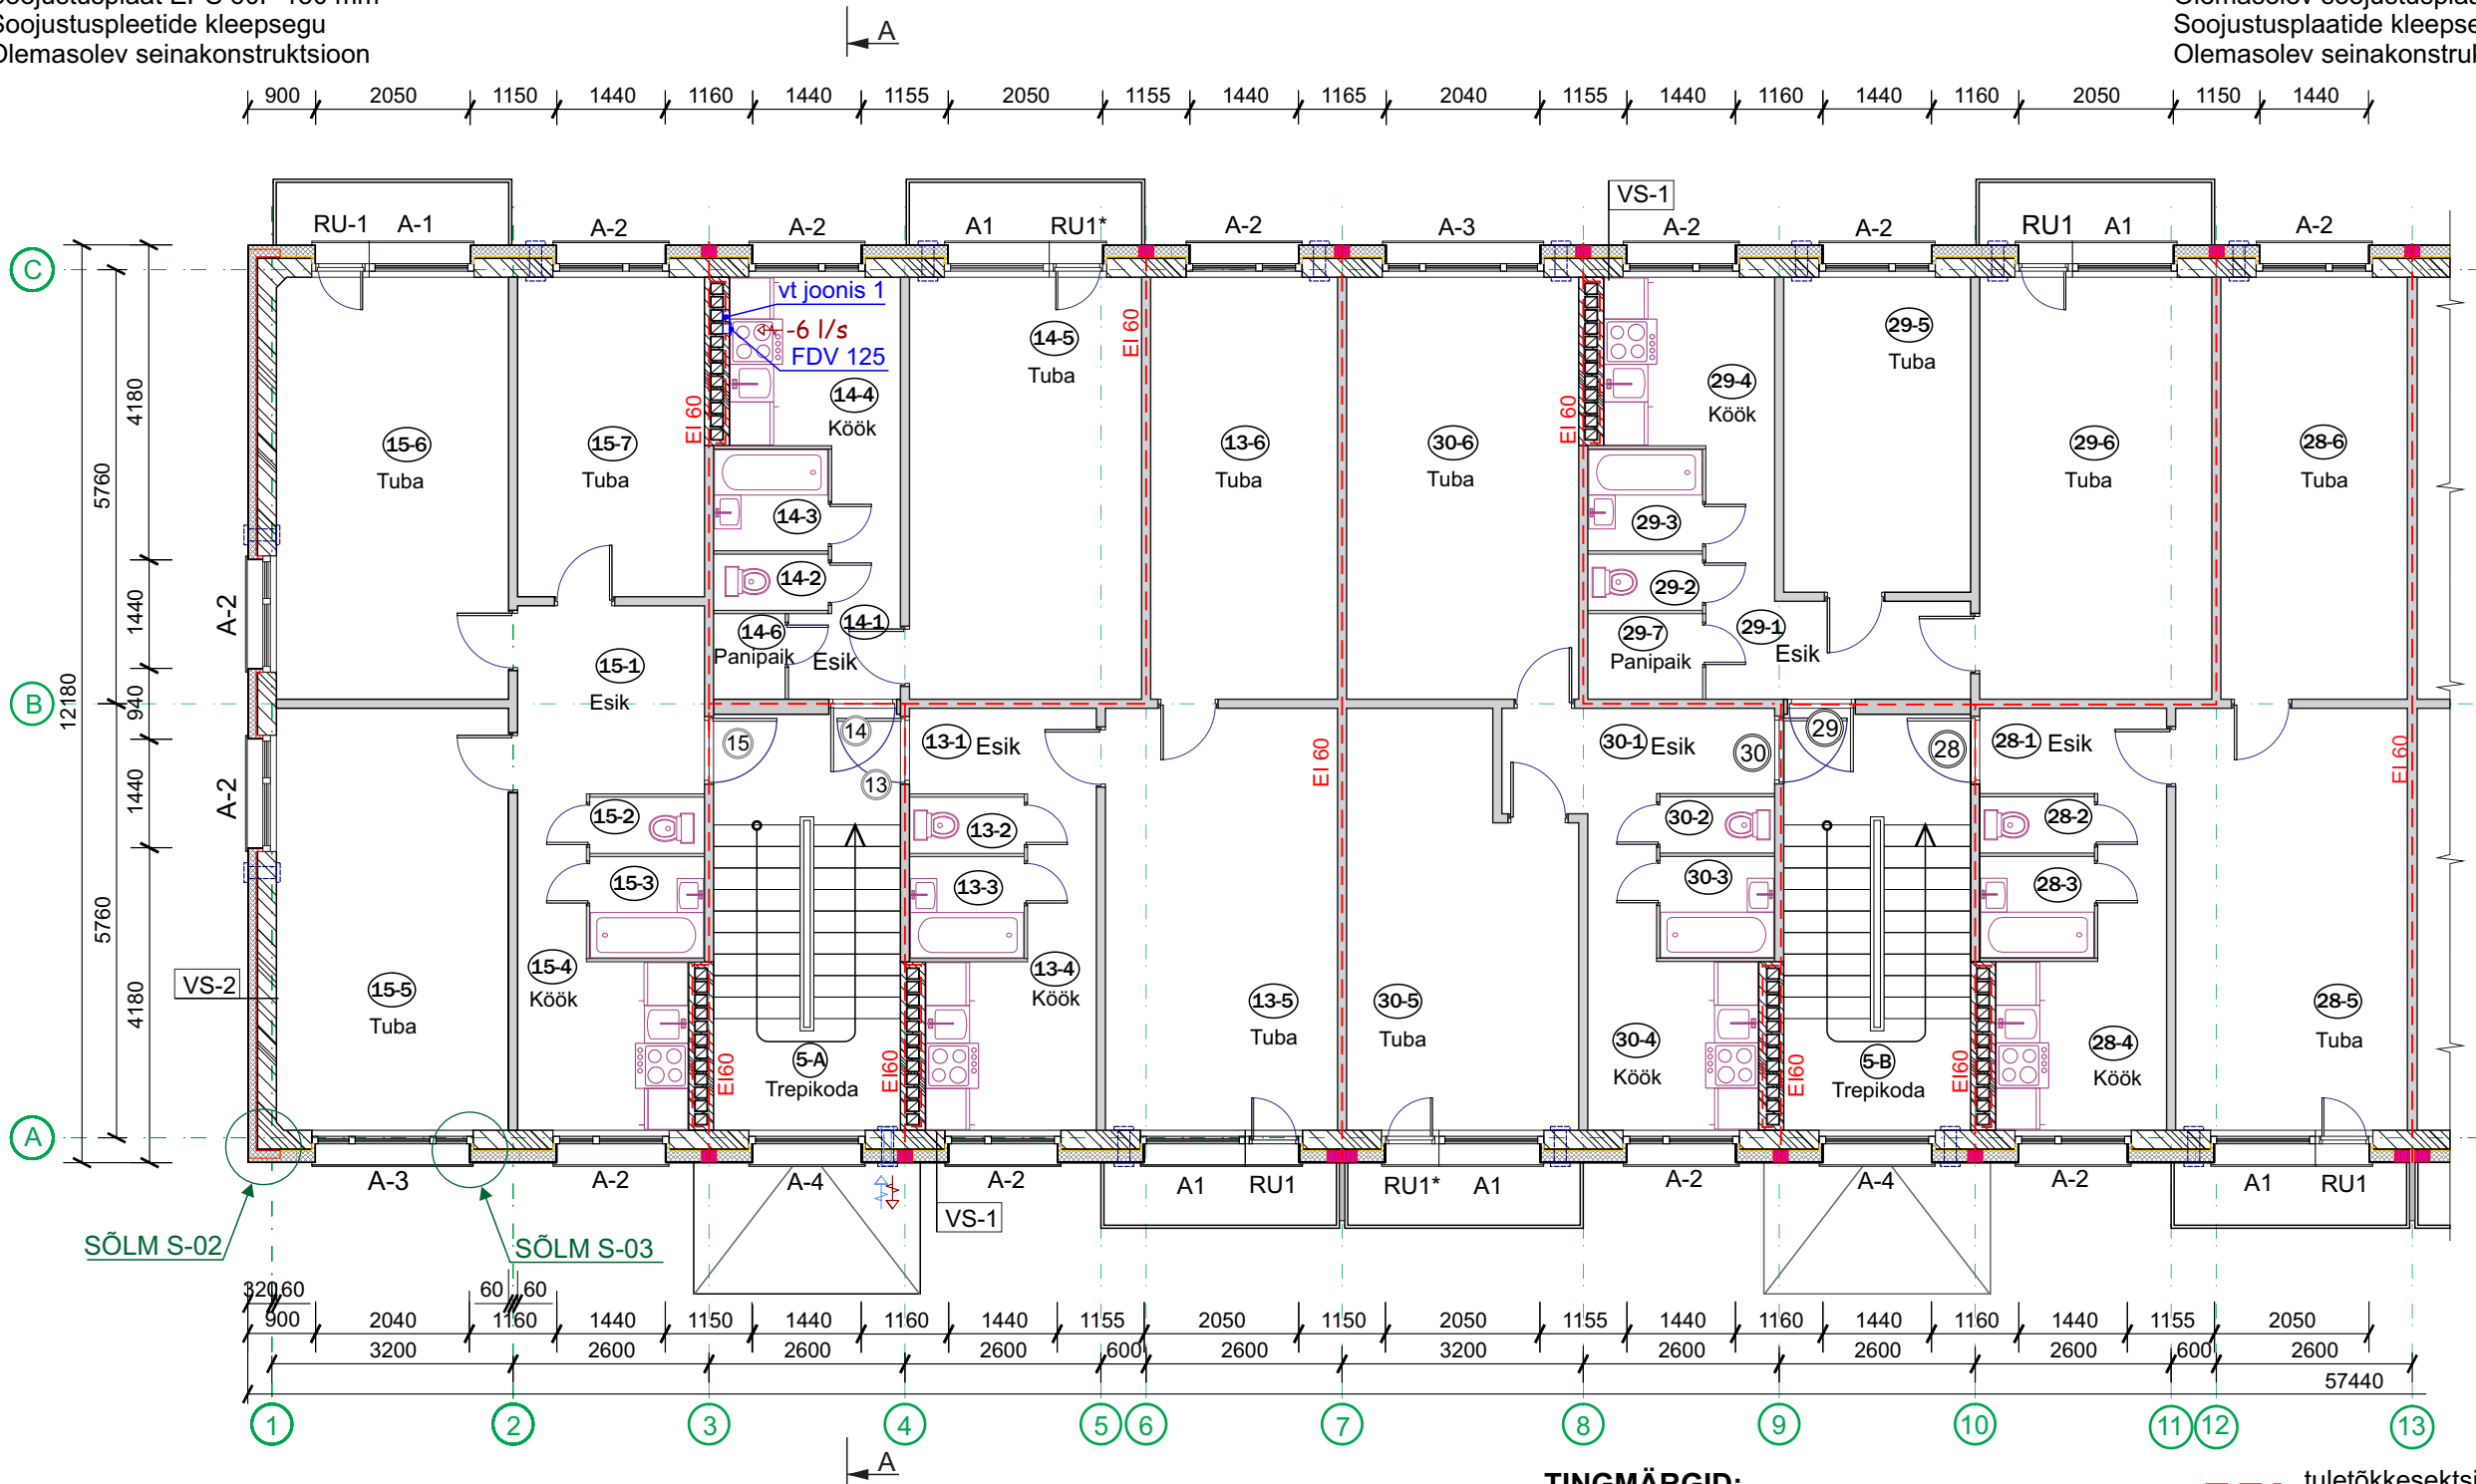 Soojustuspleetide kleepsegu
Olemasolev seinakonstruktsioon
Soojustusplaatide kleepse
Olemasolev seinakonstruk
A
900 2050 1150 1440 1160 1440 1155 2050 1155 1440 1165 2040 1155 1440 1160 1440 1160 2050 1150 1440
VS-1
RU-1 A-1 A-2 A-2 A1 RU1* A-2 A-3 A-2 A-2 RU1 A1 A-2
C
vt joonis 1
-6 l/s
FDV 125
EI 60
14-5
Tuba
29-5
Tuba
4180
14-4
Köök
29-4
Köök
EI 60
EI 60
15-6
Tuba
15-7
Tuba
13-6
Tuba
30-6
Tuba
29-6
Tuba
28-6
Tuba
5760
14-3
29-3
14-2
29-2
A-2
1440
14-6
Panipaik
14-1
Esik
29-7
Panipaik
29-1
Esik
15-1
Esik
B
12180
940
15
14
13
13-1 Esik
EI 60
30-1 Esik
30
29
28
28-1 Esik
EI 60
A-2
1440
15-2
13-2
30-2
28-2
15-3
13-3
30-3
28-3
5760
4180
VS-2
15-5
Tuba
15-4
Köök
13-4
Köök
13-5
Tuba
30-5
Tuba
28-5
Tuba
30-4
Köök
28-4
Köök
5-A
Trepikoda
5-B
Trepikoda
EI60
EI60
EI60
EI60
A
A-3 A-2 A-4 A-2 A1 RU1 RU1* A1 A-2 A-4 A-2 A1 RU1
VS-1
SÕLM S-02
SÕLM S-03
320 60 60 60
900 2040 1160 1440 1150 1440 1160 1440 1155 2050 1150 2050 1155 1440 1160 1440 1160 1440 1155 2050
3200 2600 2600 2600 600 2600 3200 2600 2600 2600 600 2600
57440
1 2 3 4 5 6 7 8 9 10 11 12 13
A
TINGMÄRGID:
tuletõkkesektsi